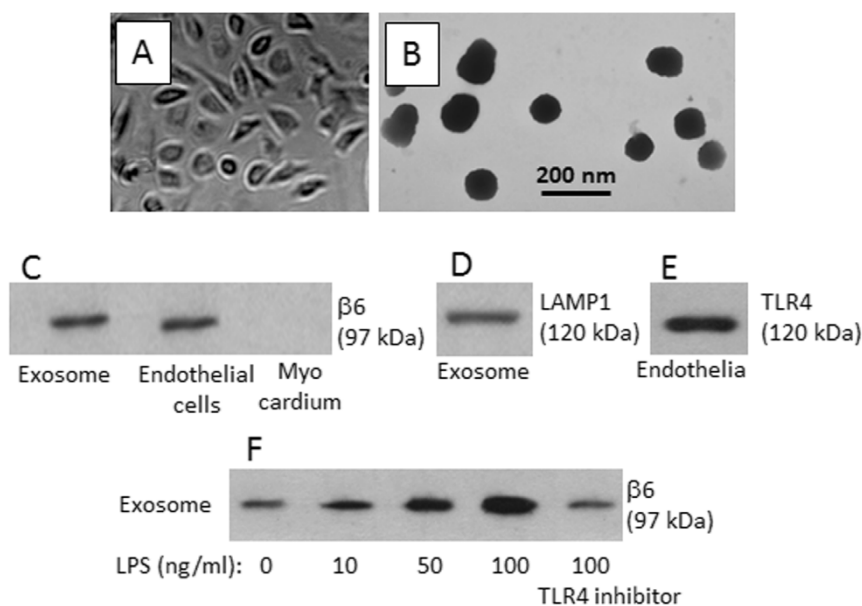 A
B
200 nm
C
β6
(97 kDa)
Exosome
Endothelial
cells
Myo
cardium
D
LAMP1
(120 kDa)
Exosome
E
TLR4
(120 kDa)
Endothelia
F
Exosome
β6
(97 kDa)
LPS (ng/ml): 0 10 50 100 100
TLR4 inhibitor